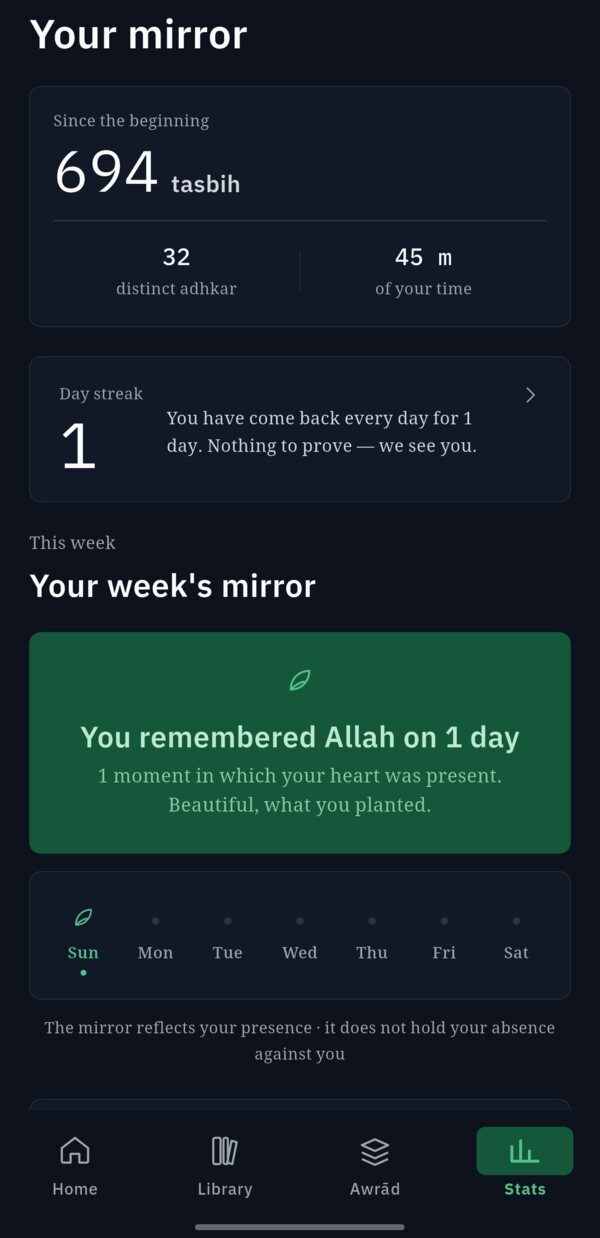 Your mirror
Since the beginning
694 tasbih
32
distinct adhkar
45 m
of your time
Day streak
1
You have come back every day for 1
day. Nothing to prove — we see you.
This week
Your week's mirror
You remembered Allah on 1 day
1 moment in which your heart was present.
Beautiful, what you planted.
Sun Mon Tue Wed Thu Fri Sat
The mirror reflects your presence · it does not hold your absence
against you
Home Library Awrād Stats